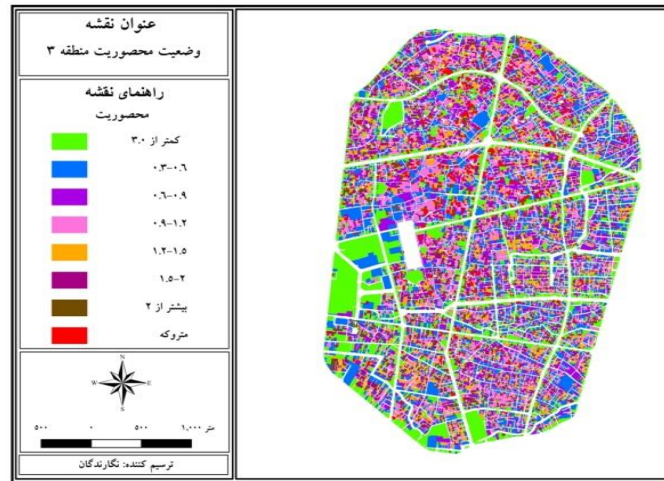 عنوان نقشه
وضعیت محصوریت منطقه ۳
راهنمای نقشه
محصوریت
کمتر از ۳.۰
۰.۳-۰.۶
۰.۶-۰.۹
۰.۹-۱.۲
۱.۲-۱.۵
۱.۵-۲
بیشتر از ۲
متروکه
N
W E
S
۵۰۰ ۰ ۵۰۰ ۱,۰۰۰ متر
ترسیم کننده: نگارندگان